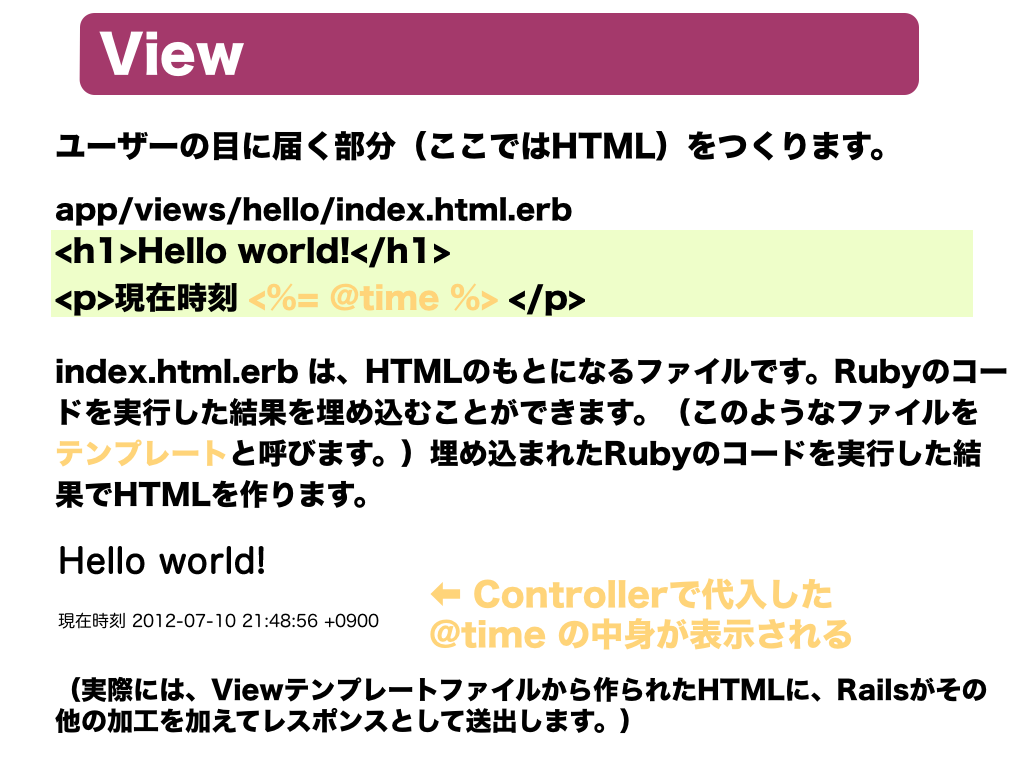 View
ユーザーの目に届く部分（ここではHTML）をつくります。
app/views/hello/index.html.erb
<h1>Hello world!</h1>
<p>現在時刻 <%= @time %> </p>
index.html.erb は、HTMLのもとになるファイルです。Rubyのコー
ドを実行した結果を埋め込むことができます。（このようなファイルを
テンプレートと呼びます。）埋め込まれたRubyのコードを実行した結
果でHTMLを作ります。
Hello world!
現在時刻 2012-07-10 21:48:56 +0900
⬅ Controllerで代入した
@time の中身が表示される
（実際には、Viewテンプレートファイルから作られたHTMLに、Railsがその
他の加工を加えてレスポンスとして送出します。）